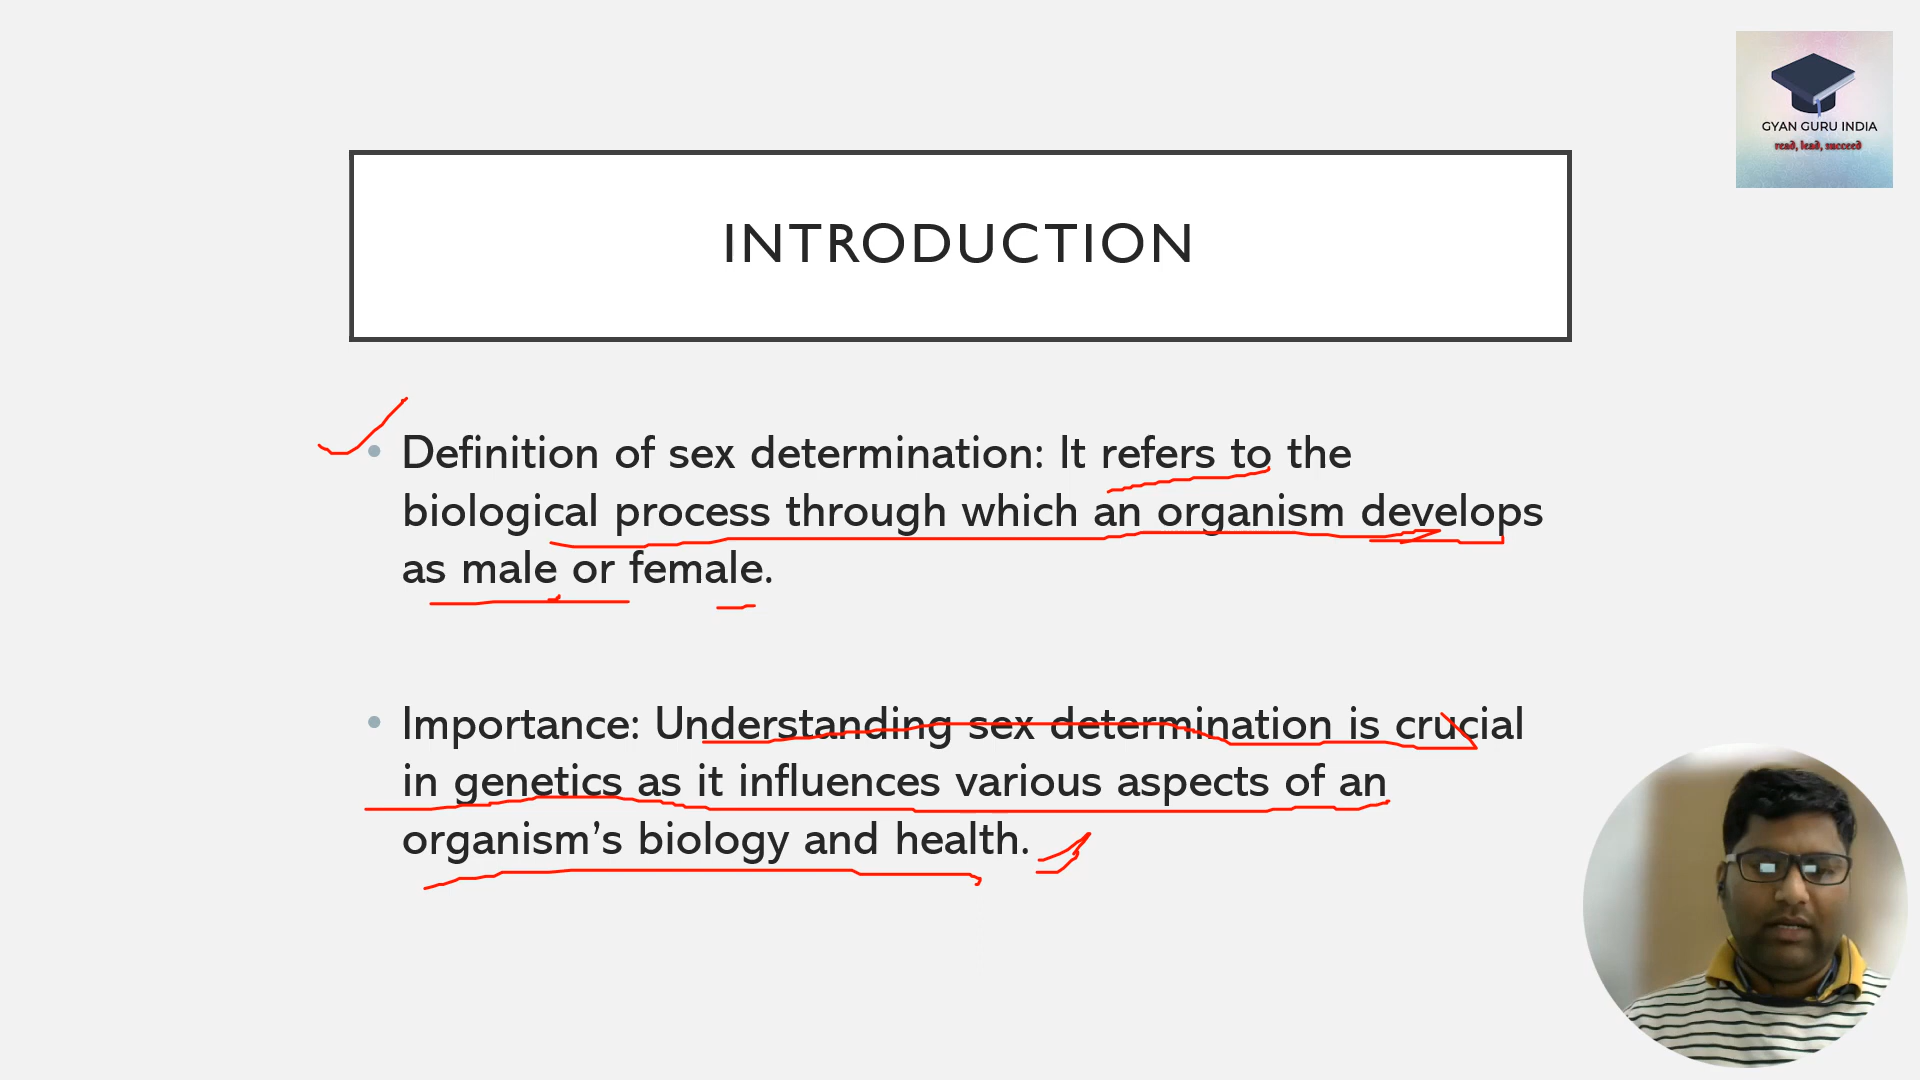 GYAN GURU INDIA
read, lead, succeed
INTRODUCTION
• Definition of sex determination: It refers to the
biological process through which an organism develops
as male or female.
• Importance: Understanding sex determination is crucial
in genetics as it influences various aspects of an
organism’s biology and health.